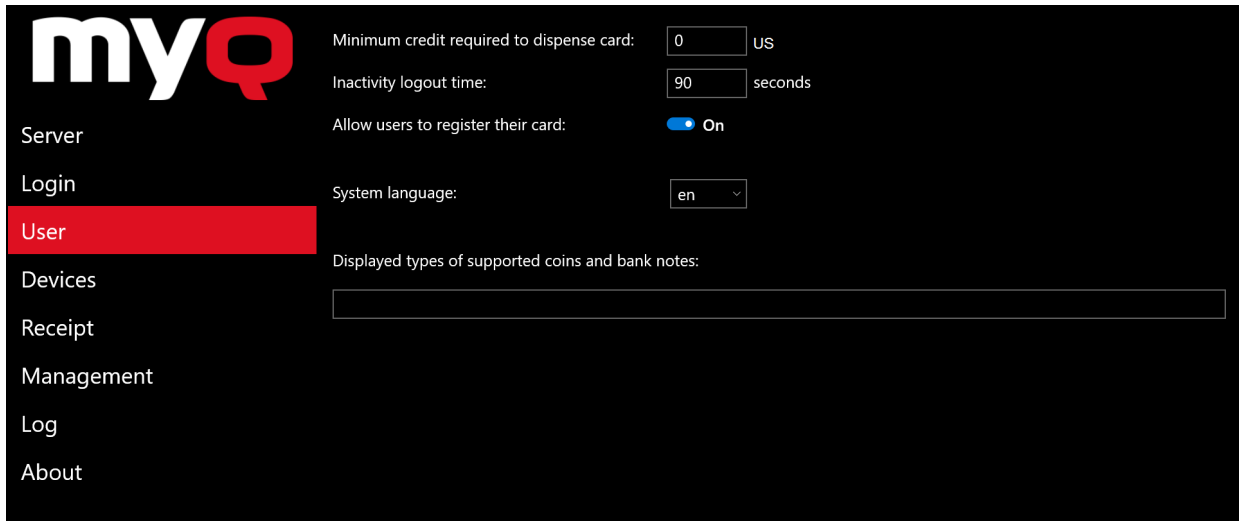 myQ
Server
Login
User
Devices
Receipt
Management
Log
About
Minimum credit required to dispense card: 0 US
Inactivity logout time: 90 seconds
Allow users to register their card: On
System language: en
Displayed types of supported coins and bank notes: